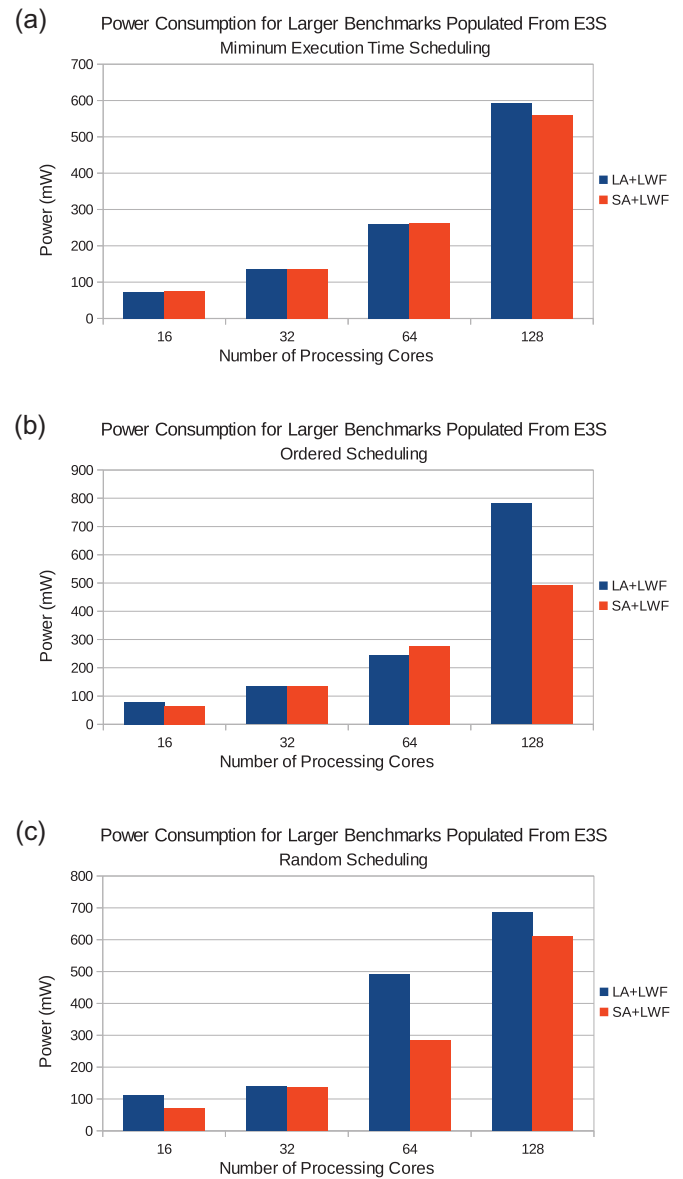 (a)
Power Consumption for Larger Benchmarks Populated From E3S
Miminum Execution Time Scheduling
700
600
500
400
300
200
100
0
Power (mW)
16
32
64
128
Number of Processing Cores
LA+LWF
SA+LWF
(b)
Power Consumption for Larger Benchmarks Populated From E3S
Ordered Scheduling
900
800
700
600
500
400
300
200
100
0
Power (mW)
16
32
64
128
Number of Processing Cores
LA+LWF
SA+LWF
(c)
Power Consumption for Larger Benchmarks Populated From E3S
Random Scheduling
800
700
600
500
400
300
200
100
0
Power (mW)
16
32
64
128
Number of Processing Cores
LA+LWF
SA+LWF